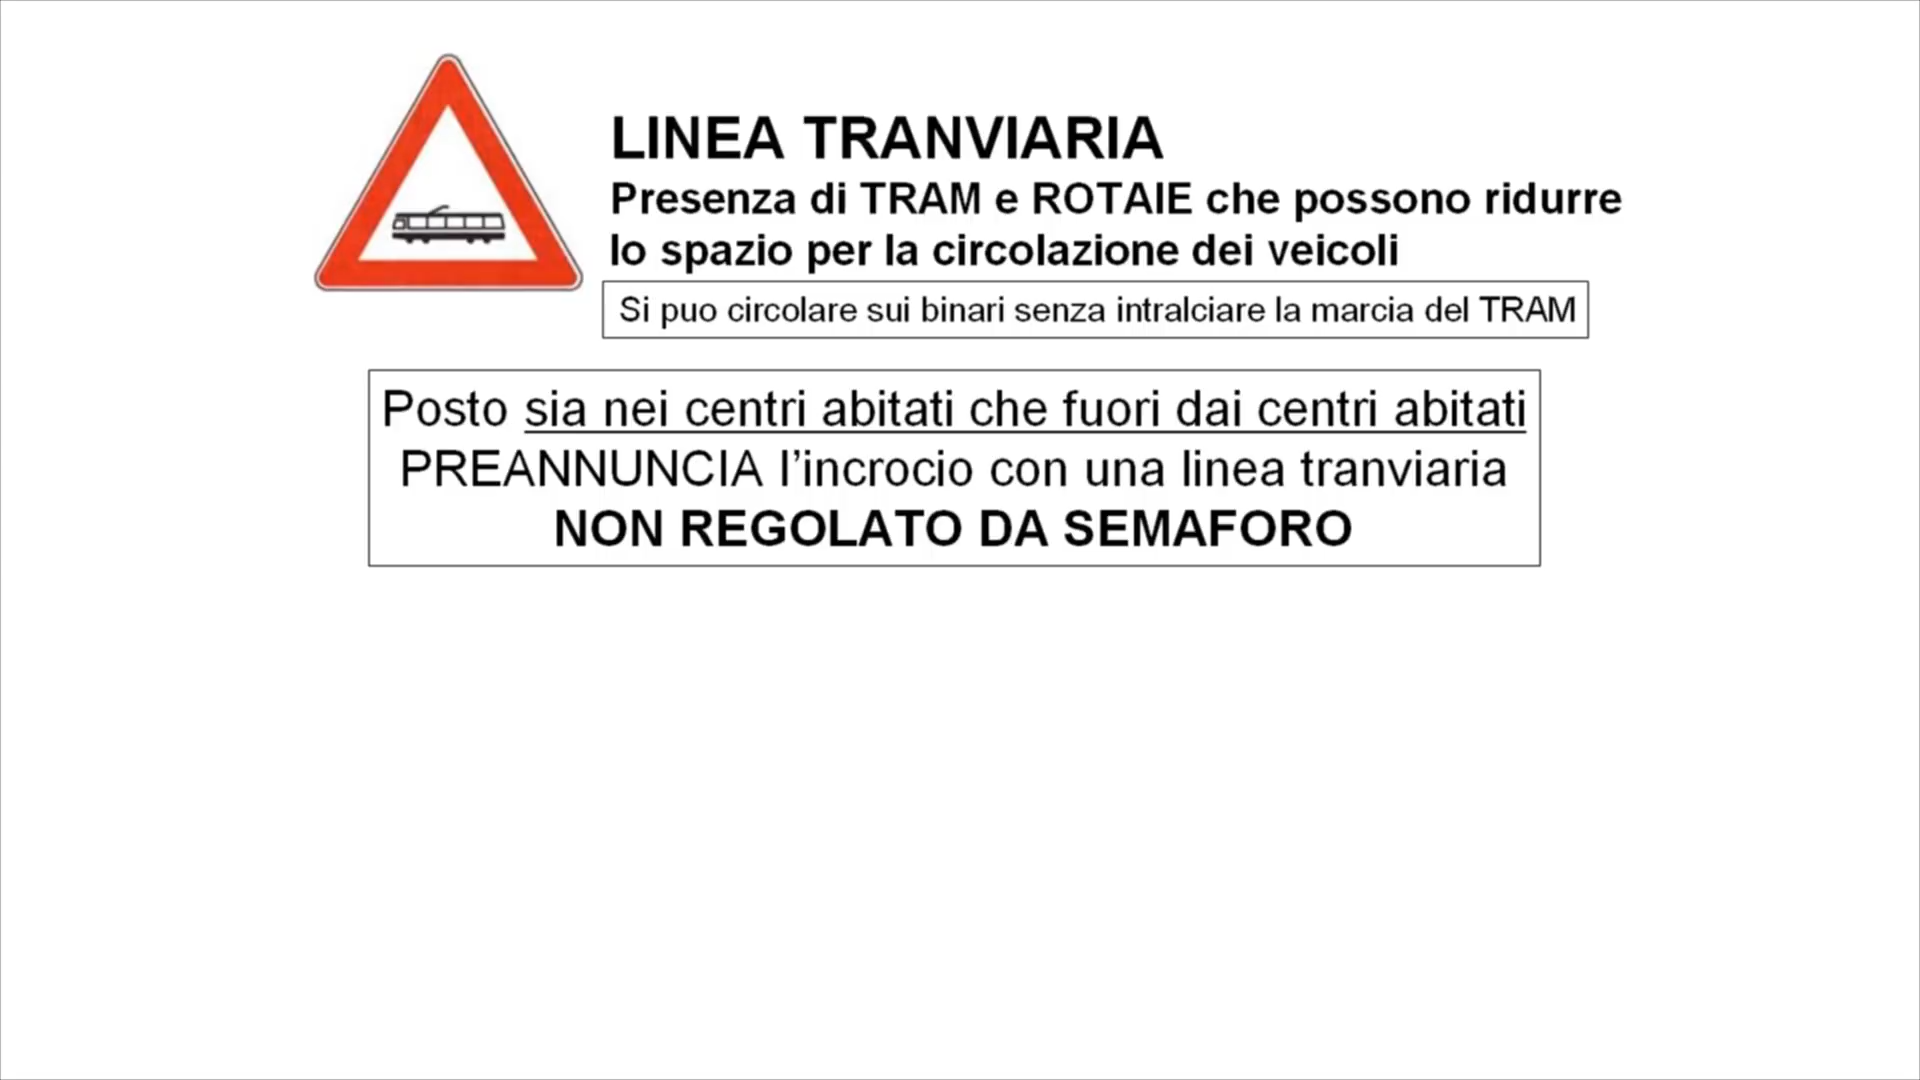 LINEA TRANVIARIA
Presenza di TRAM e ROTAIE che possono ridurre
lo spazio per la circolazione dei veicoli
Si puo circolare sui binari senza intralciare la marcia del TRAM
Posto sia nei centri abitati che fuori dai centri abitati
PREANNUNCIA l’incrocio con una linea tranviaria
NON REGOLATO DA SEMAFORO